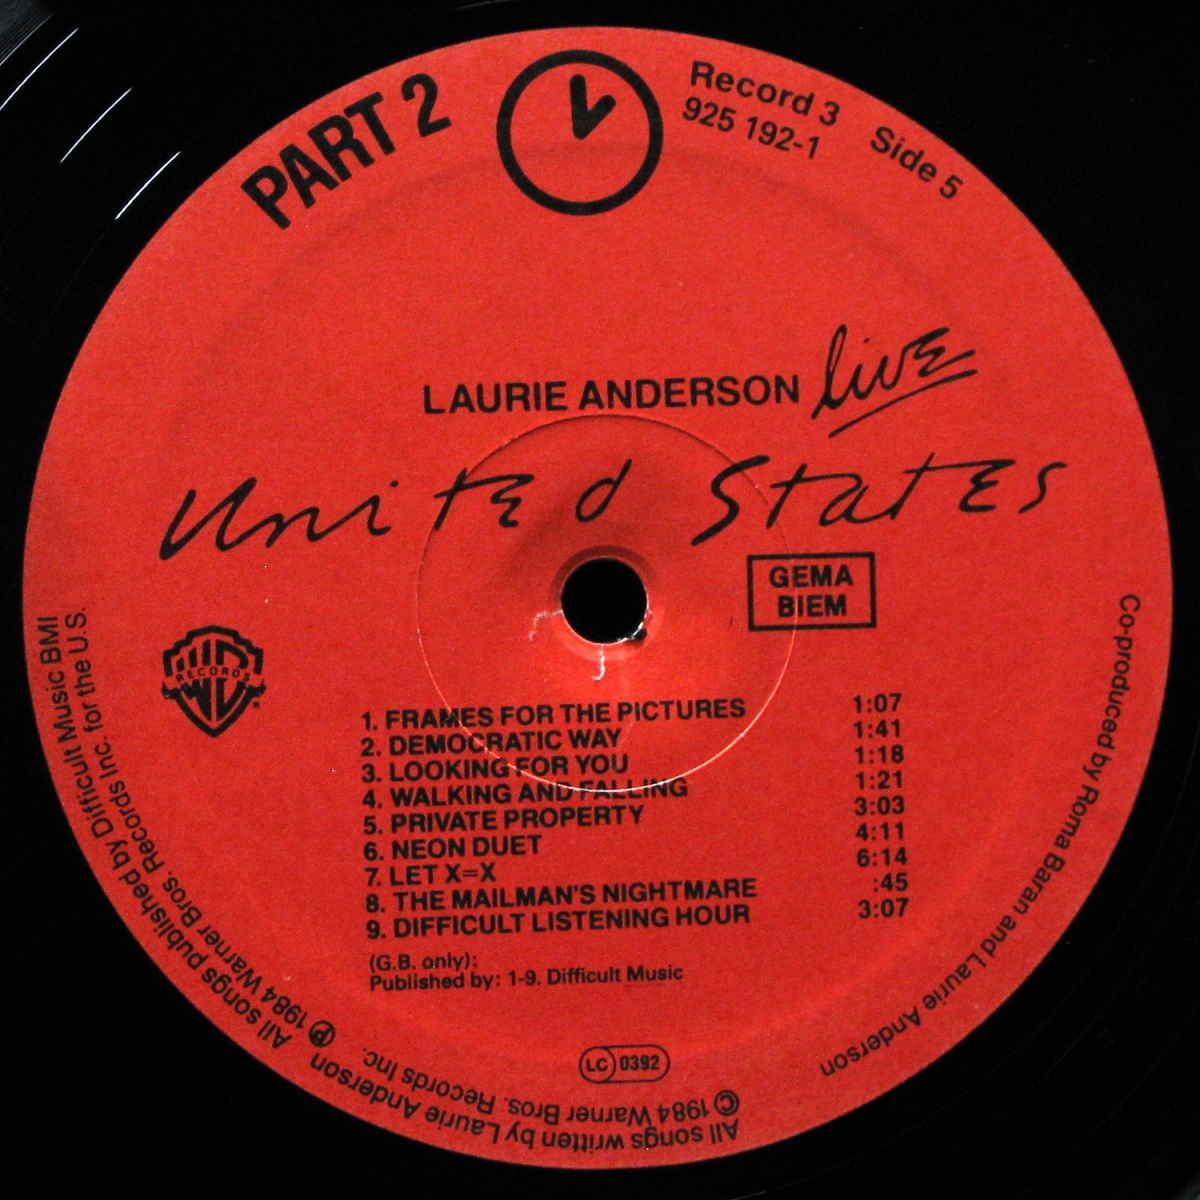 PART 2
Record 3 Side 5
925 192-1
LAURIE ANDERSON live
United States
GEMA
BIEM
WB
RECORDS
®
1. FRAMES FOR THE PICTURES 1:07
2. DEMOCRATIC WAY 1:41
3. LOOKING FOR YOU 1:18
4. WALKING AND FALLING 1:21
5. PRIVATE PROPERTY 3:03
6. NEON DUET 4:11
7. LET X=X 6:14
8. THE MAILMAN'S NIGHTMARE :45
9. DIFFICULT LISTENING HOUR 3:07
(G.B. only):
Published by: 1-9. Difficult Music
LC 0392
All songs written by Laurie Anderson All songs published by Difficult Music BMI
© 1984 Warner Bros. Records Inc. ℗ 1984 Warner Bros. Records Inc. for the U.S.
Co-produced by Roma Baran and Laurie Anderson